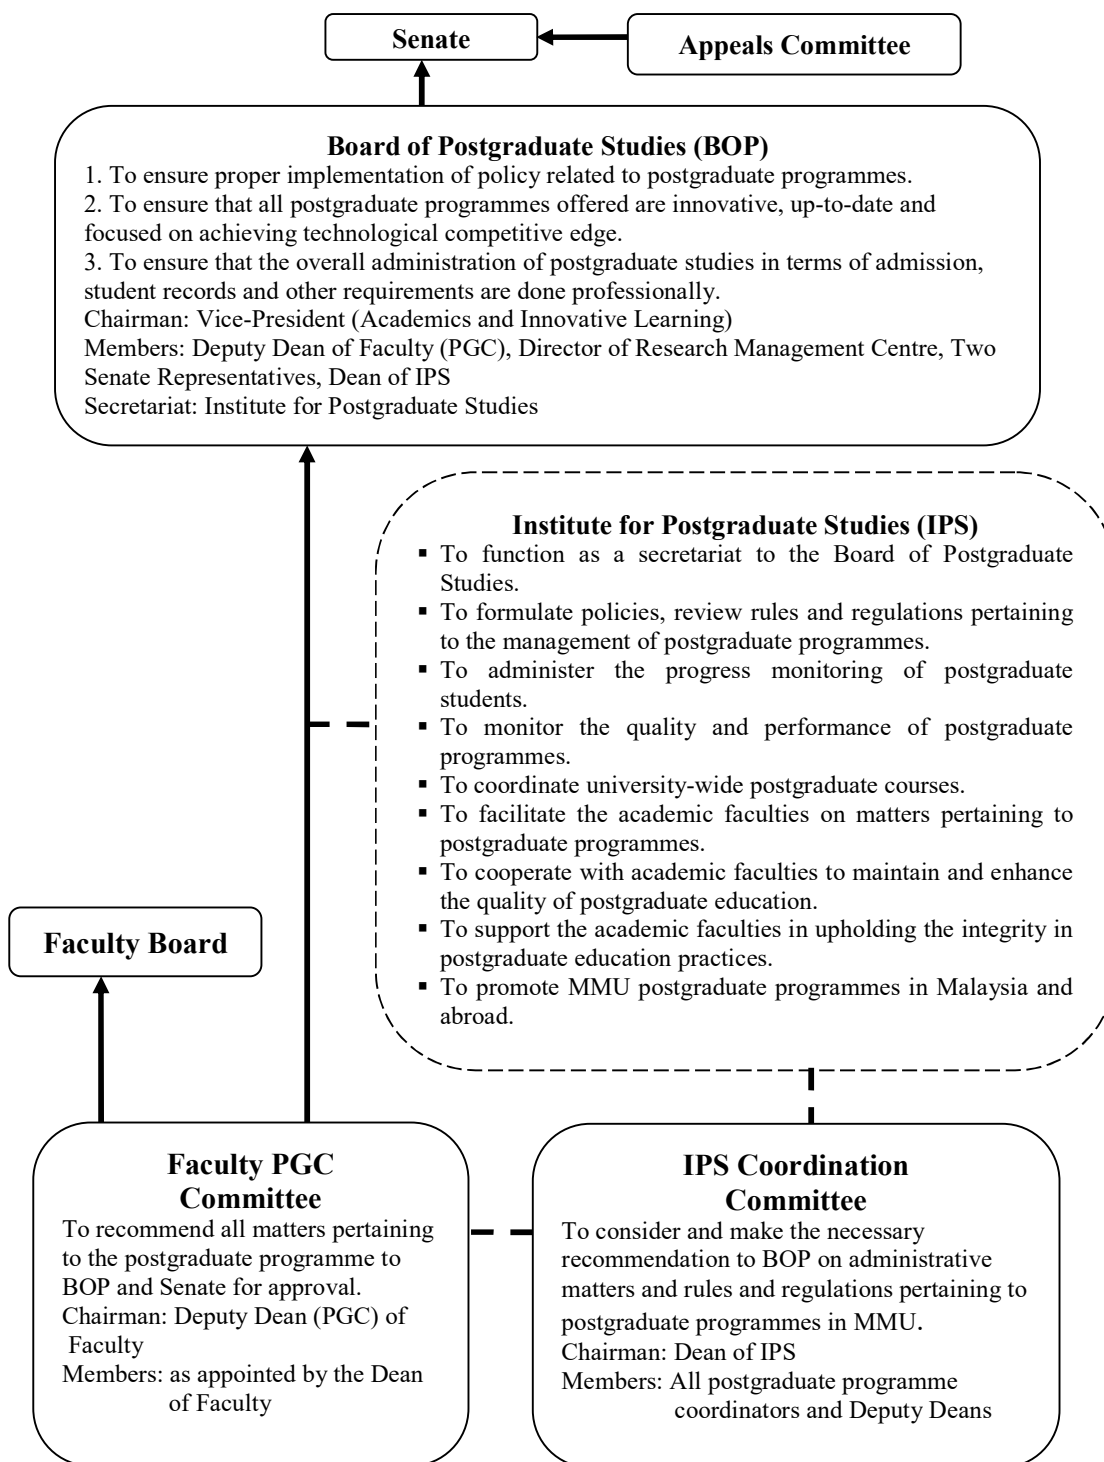 Senate
Appeals Committee
Board of Postgraduate Studies (BOP)
1. To ensure proper implementation of policy related to postgraduate programmes.
2. To ensure that all postgraduate programmes offered are innovative, up-to-date and
focused on achieving technological competitive edge.
3. To ensure that the overall administration of postgraduate studies in terms of admission,
student records and other requirements are done professionally.
Chairman: Vice-President (Academics and Innovative Learning)
Members: Deputy Dean of Faculty (PGC), Director of Research Management Centre, Two
Senate Representatives, Dean of IPS
Secretariat: Institute for Postgraduate Studies
Institute for Postgraduate Studies (IPS)
▪ To function as a secretariat to the Board of Postgraduate
Studies.
▪ To formulate policies, review rules and regulations pertaining
to the management of postgraduate programmes.
▪ To administer the progress monitoring of postgraduate
students.
▪ To monitor the quality and performance of postgraduate
programmes.
▪ To coordinate university-wide postgraduate courses.
▪ To facilitate the academic faculties on matters pertaining to
postgraduate programmes.
▪ To cooperate with academic faculties to maintain and enhance
the quality of postgraduate education.
▪ To support the academic faculties in upholding the integrity in
postgraduate education practices.
▪ To promote MMU postgraduate programmes in Malaysia and
abroad.
Faculty Board
Faculty PGC
Committee
To recommend all matters pertaining
to the postgraduate programme to
BOP and Senate for approval.
Chairman: Deputy Dean (PGC) of
Faculty
Members: as appointed by the Dean
of Faculty
IPS Coordination
Committee
To consider and make the necessary
recommendation to BOP on administrative
matters and rules and regulations pertaining to
postgraduate programmes in MMU.
Chairman: Dean of IPS
Members: All postgraduate programme
coordinators and Deputy Deans